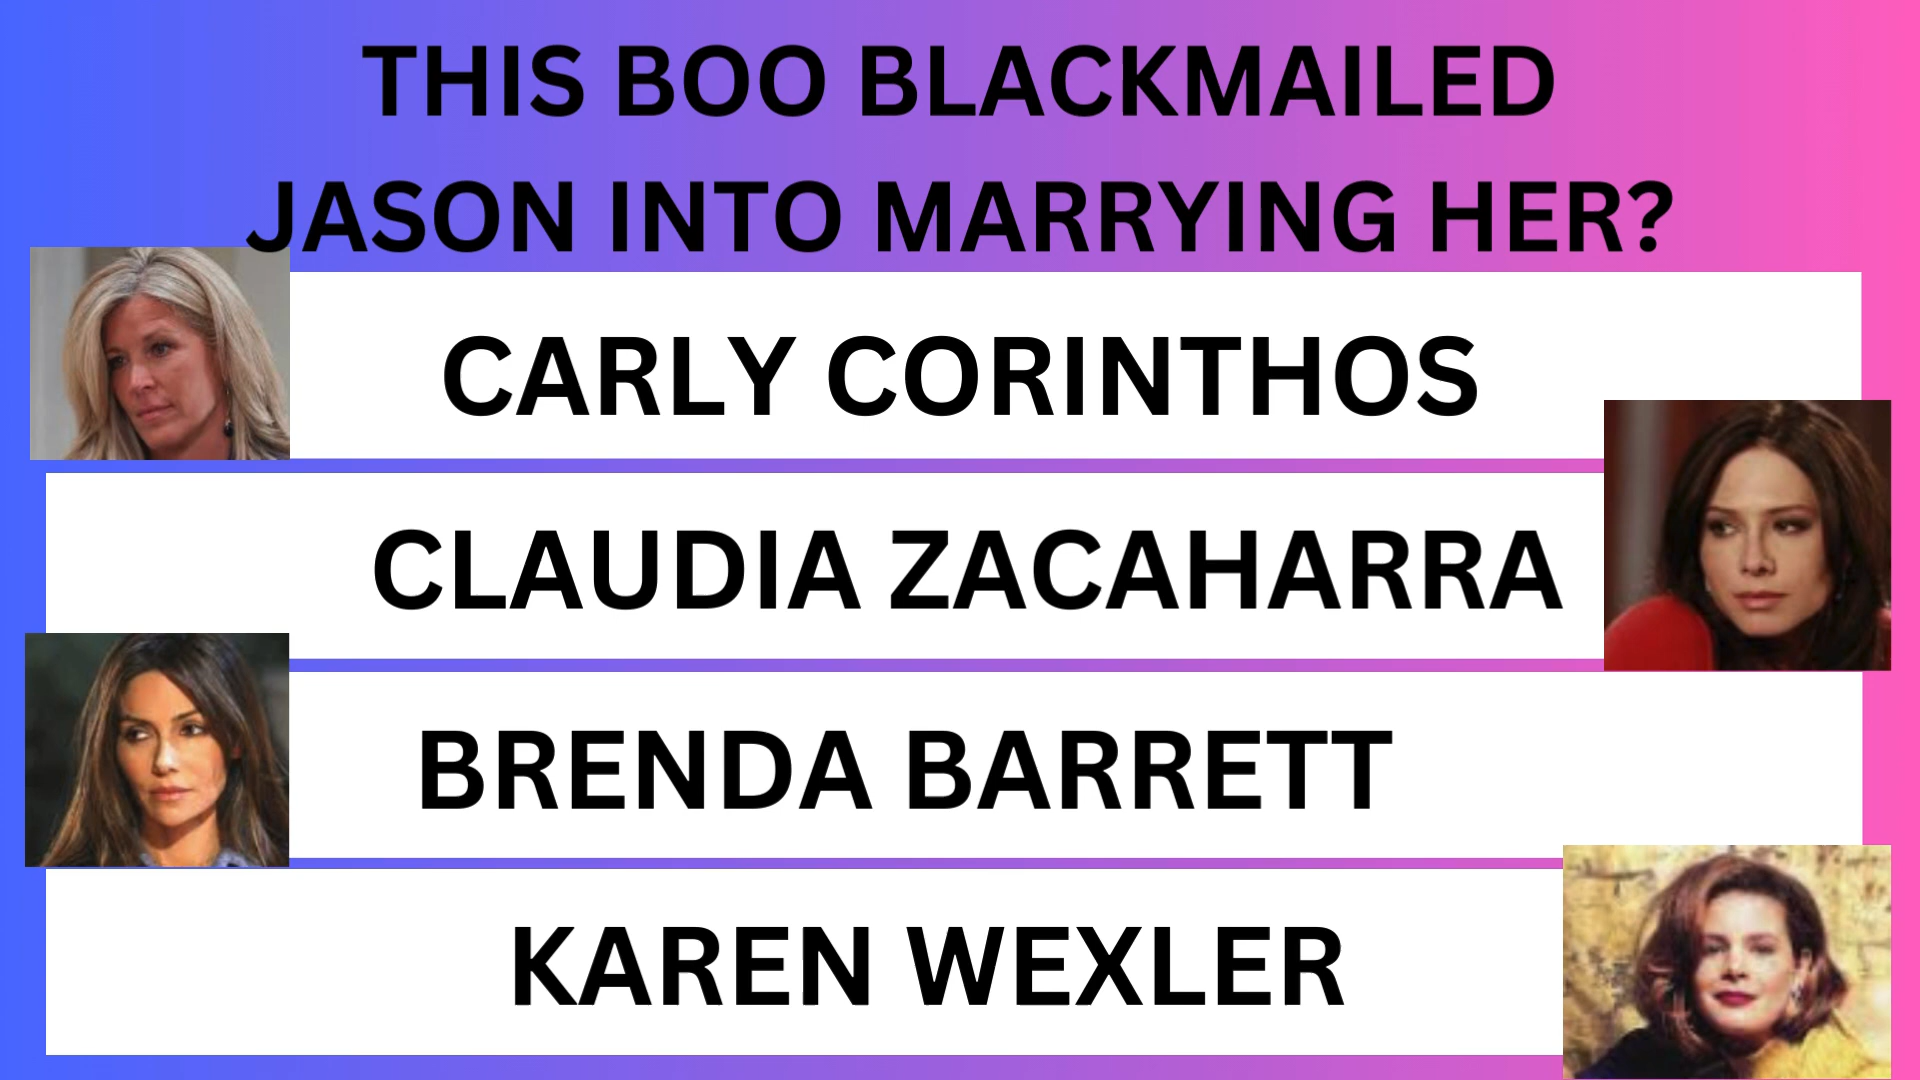 THIS BOO BLACKMAILED
JASON INTO MARRYING HER?
CARLY CORINTHOS
CLAUDIA ZACAHARRA
BRENDA BARRETT
KAREN WEXLER